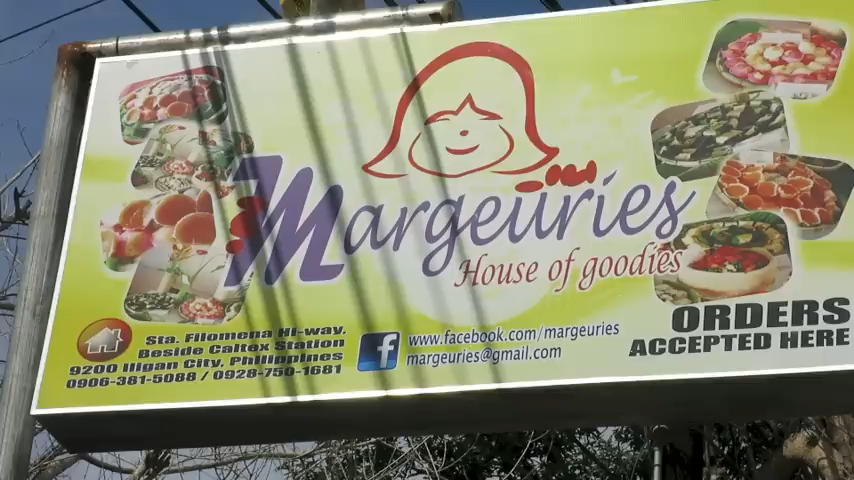 Margeuries
House of goodies
Sta. Filomena Hi-way,
Beside Caltex Station
9200 Iligan City, Philippines
0906-381-5088 / 0928-750-1681
f
www.facebook.com/margeuries
margeuries@gmail.com
ORDERS
ACCEPTED HERE